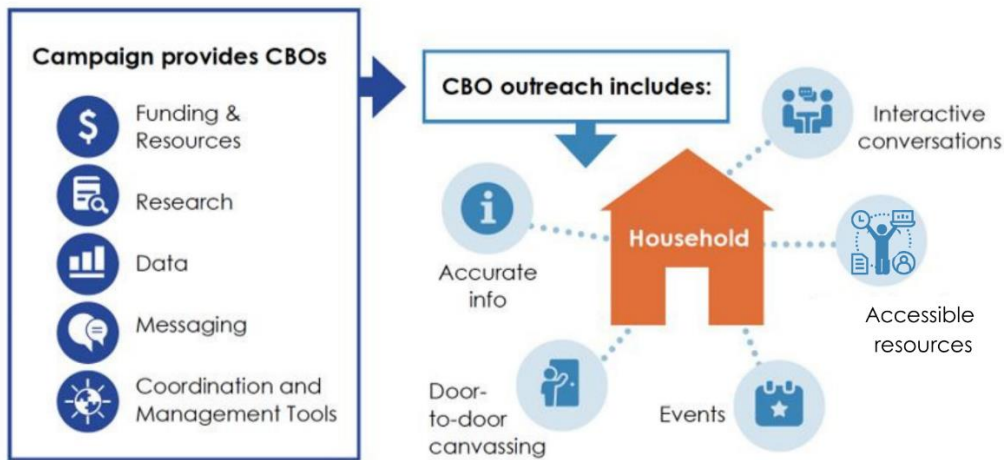 Campaign provides CBOs
$
Funding &
Resources
Research
Data
Messaging
Coordination and
Management Tools
CBO outreach includes:
Interactive
conversations
i
Accurate
info
Household
Accessible
resources
Door-
to-door
canvassing
Events